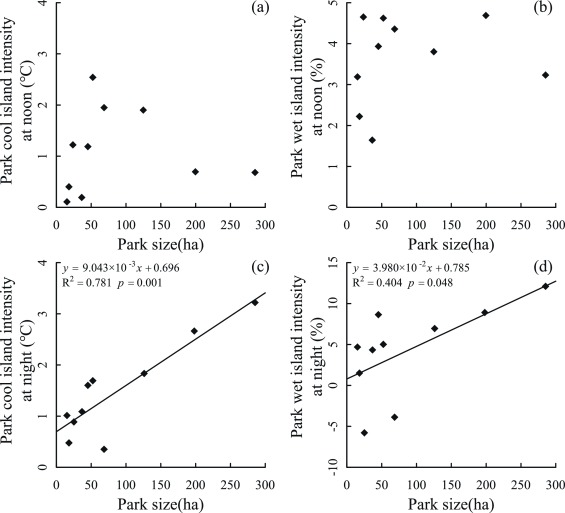 (a)
Park cool island intensity
at noon (℃)
4
3
2
1
0
0 50 100 150 200 250 300
Park size(ha)
(b)
Park wet island intensity
at noon (%)
5
4
3
2
1
0
0 50 100 150 200 250 300
Park size(ha)
(c)
y = 9.043×10⁻³x + 0.696
R² = 0.781 p = 0.001
Park cool island intensity
at night (℃)
4
3
2
1
0
0 50 100 150 200 250 300
Park size(ha)
(d)
y = 3.980×10⁻²x + 0.785
R² = 0.404 p = 0.048
Park wet island intensity
at night (%)
15
10
5
0
-5
-10
0 50 100 150 200 250 300
Park size(ha)